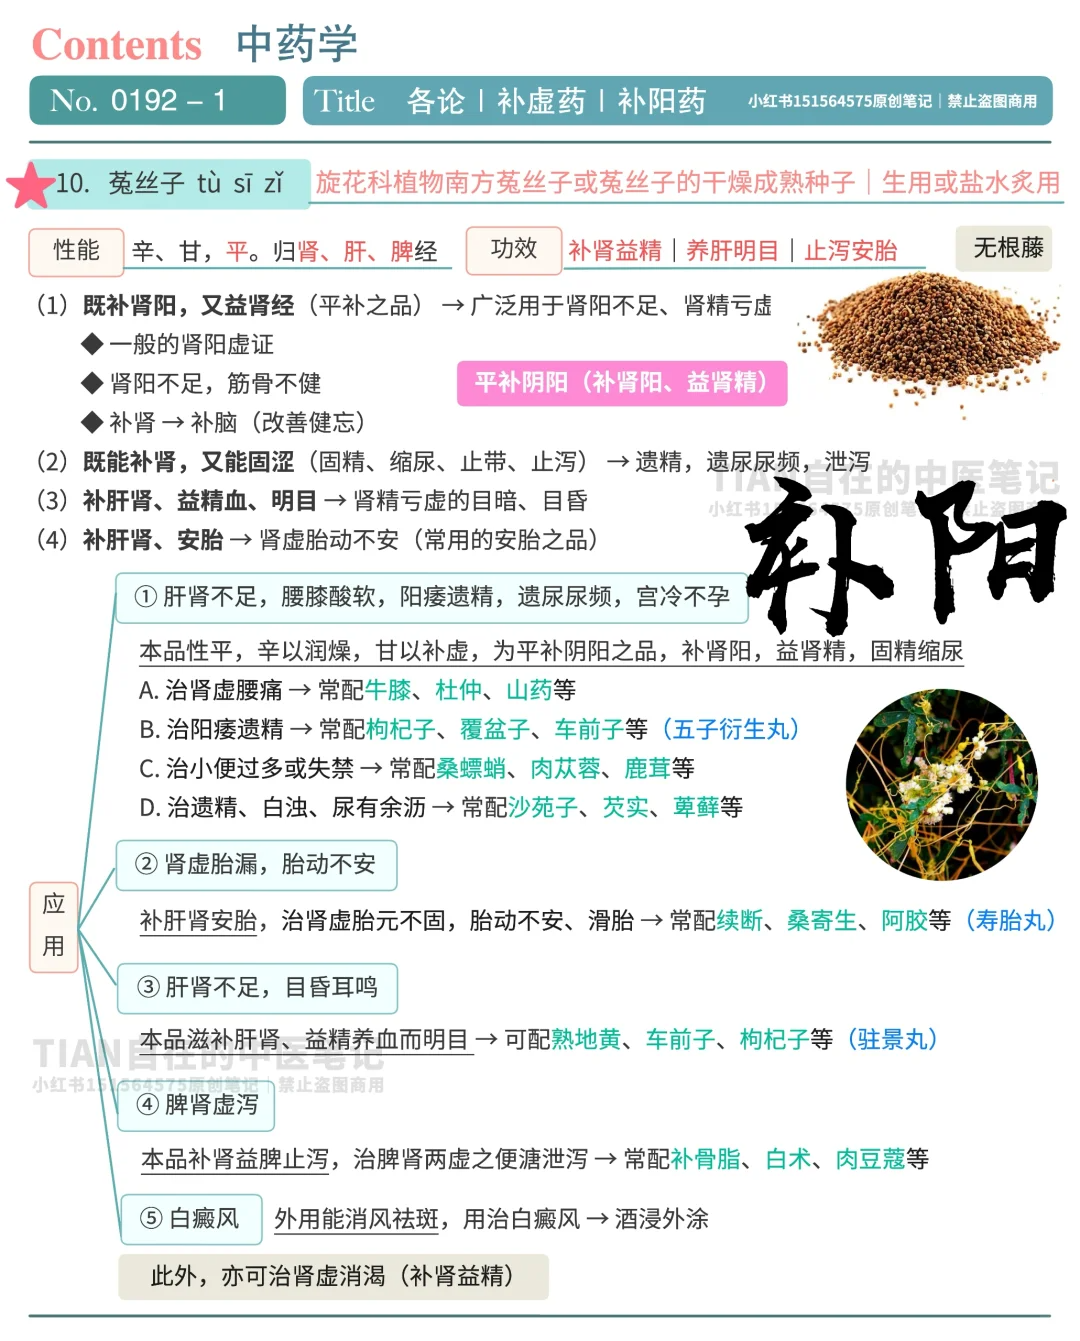 Contents 中药学
No. 0192 – 1
Title 各论 | 补虚药 | 补阳药 小红书151564575原创笔记 | 禁止盗图商用
10. 菟丝子 tù sī zǐ 旋花科植物南方菟丝子或菟丝子的干燥成熟种子｜生用或盐水炙用
性能 辛、甘，平。归肾、肝、脾经 功效 补肾益精｜养肝明目｜止泻安胎 无根藤
（1）既补肾阳，又益肾经（平补之品）→ 广泛用于肾阳不足、肾精亏虚
◆ 一般的肾阳虚证
◆ 肾阳不足，筋骨不健
平补阴阳（补肾阳、益肾精）
◆ 补肾 → 补脑（改善健忘）
（2）既能补肾，又能固涩（固精、缩尿、止带、止泻）→ 遗精，遗尿尿频，泄泻
TIAN自在的中医笔记
（3）补肝肾、益精血、明目 → 肾精亏虚的目暗、目昏
小红书151564575原创笔记｜禁止盗图商用
（4）补肝肾、安胎 → 肾虚胎动不安（常用的安胎之品）
补阳
应用
① 肝肾不足，腰膝酸软，阳痿遗精，遗尿尿频，宫冷不孕
本品性平，辛以润燥，甘以补虚，为平补阴阳之品，补肾阳，益肾精，固精缩尿
A. 治肾虚腰痛 → 常配牛膝、杜仲、山药等
B. 治阳痿遗精 → 常配枸杞子、覆盆子、车前子等（五子衍生丸）
C. 治小便过多或失禁 → 常配桑螵蛸、肉苁蓉、鹿茸等
D. 治遗精、白浊、尿有余沥 → 常配沙苑子、芡实、萆薢等
② 肾虚胎漏，胎动不安
补肝肾安胎，治肾虚胎元不固，胎动不安、滑胎 → 常配续断、桑寄生、阿胶等（寿胎丸）
③ 肝肾不足，目昏耳鸣
本品滋补肝肾、益精养血而明目 → 可配熟地黄、车前子、枸杞子等（驻景丸）
TIAN自在的中医笔记
小红书151564575原创笔记｜禁止盗图商用
④ 脾肾虚泻
本品补肾益脾止泻，治脾肾两虚之便溏泄泻 → 常配补骨脂、白术、肉豆蔻等
⑤ 白癜风 外用能消风祛斑，用治白癜风 → 酒浸外涂
此外，亦可治肾虚消渴（补肾益精）